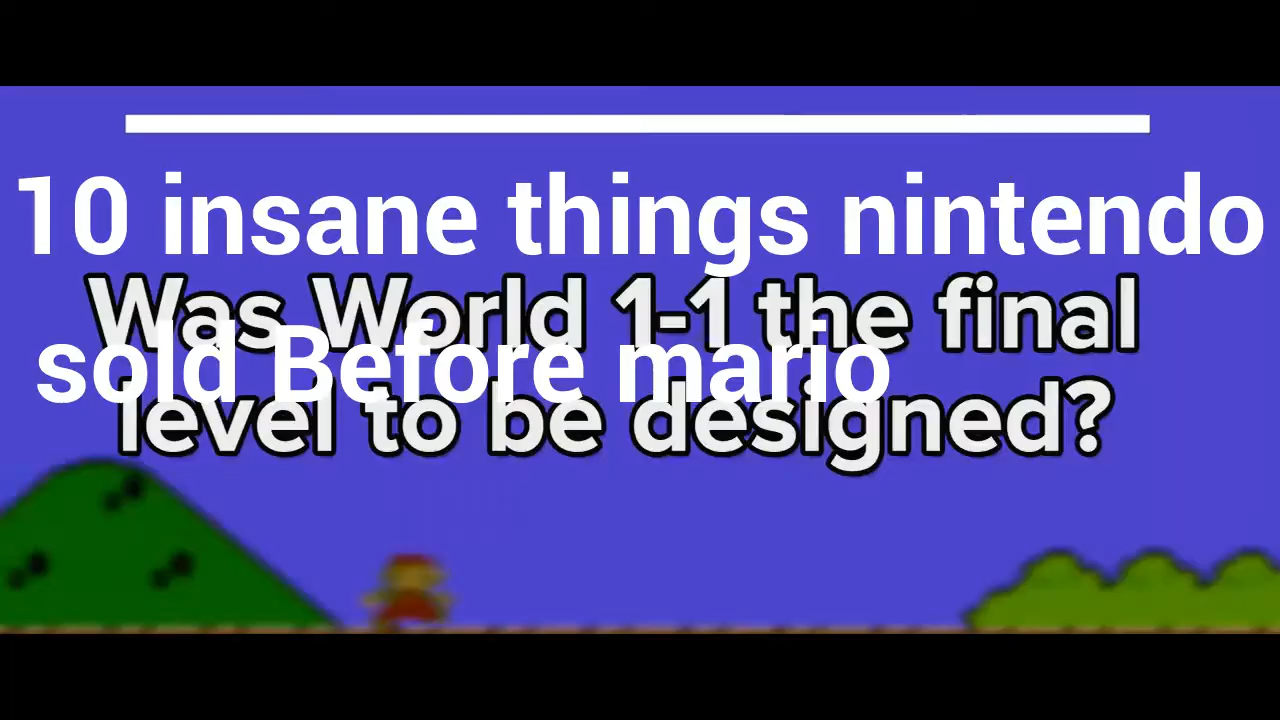 10 insane things nintendo
Was World 1-1 the final
sold Before mario
level to be designed?